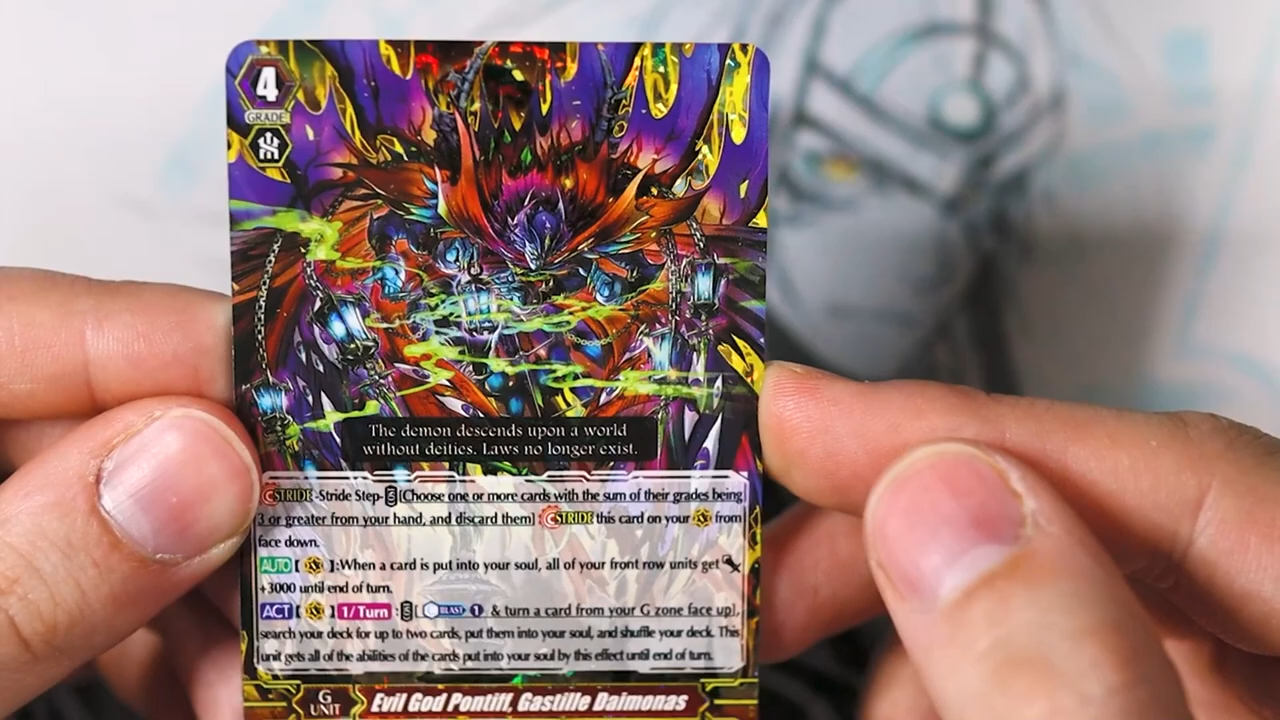 4
GRADE
The demon descends upon a world
without deities. Laws no longer exist.
STRIDE -Stride Step- [Choose one or more cards with the sum of their grades being
3 or greater from your hand, and discard them] STRIDE this card on your from
face down.
AUTO [ ]:When a card is put into your soul, all of your front row units get
+3000 until end of turn.
ACT [ ] 1/Turn : [ BLAST 1 & turn a card from your G zone face up],
search your deck for up to two cards, put them into your soul, and shuffle your deck. This
unit gets all of the abilities of the cards put into your soul by this effect until end of turn.
G
UNIT
Evil God Pontiff, Gastille Daimonas